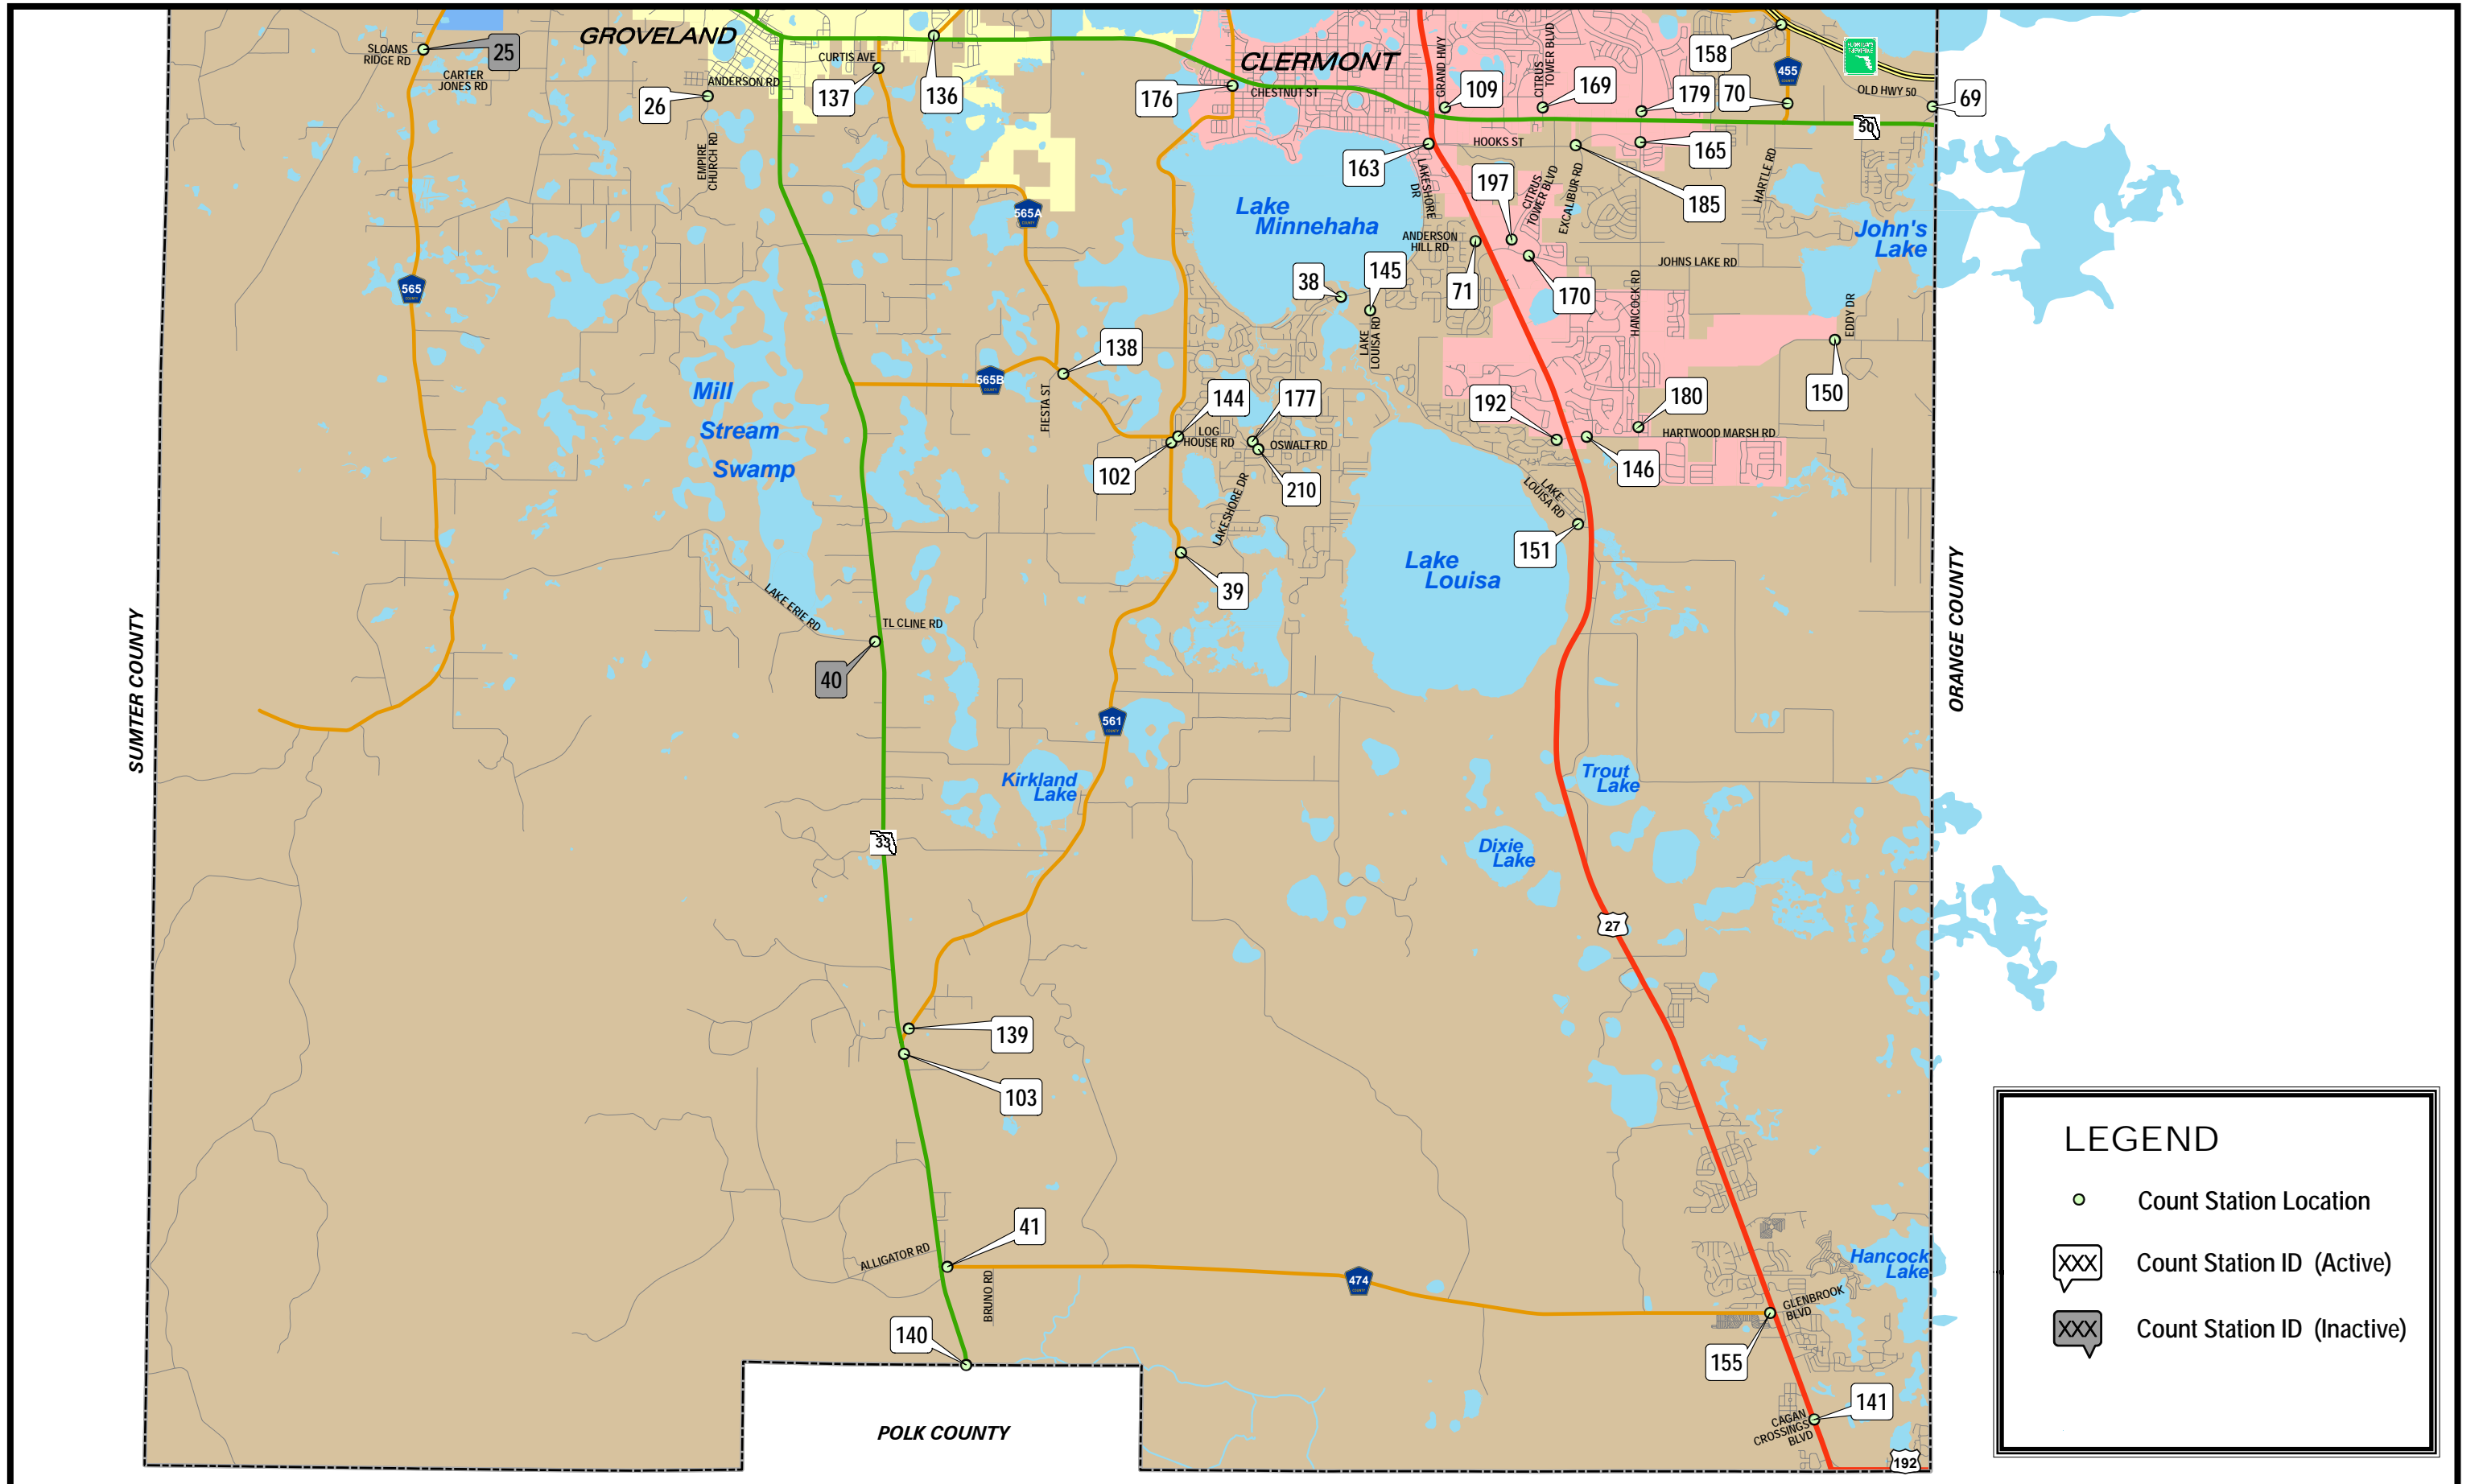 GROVELAND
CLERMONT
SLOANS
RIDGE RD
25
CARTER
JONES RD
26
ANDERSON RD
EMPIRE
CHURCH RD
CURTIS AVE
137
136
176
CHESTNUT ST
GRAND HWY
109
CITRUS
TOWER BLVD
169
158
455
COUNTY
179
70
OLD HWY 50
69
50
HOOKS ST
165
163
LAKESHORE
DR
197
CITRUS
TOWER BLVD
EXCALIBUR RD
185
HARTLE RD
Lake
Minnehaha
John's
Lake
565A
COUNTY
565
COUNTY
ANDERSON
HILL RD
JOHNS LAKE RD
38
145
71
170
HANCOCK RD
EDDY DR
LAKE
LOUISA RD
138
565B
COUNTY
FIESTA ST
Mill
Stream
Swamp
144
177
192
180
150
LOG
HOUSE RD
OSWALT RD
HARTWOOD MARSH RD
102
210
146
LAKESHORE DR
LAKE
LOUISA RD
151
39
Lake
Louisa
LAKE ERIE RD
TL CLINE RD
40
SUMTER COUNTY
ORANGE COUNTY
561
COUNTY
Kirkland
Lake
Trout
Lake
33
Dixie
Lake
27
139
103
41
ALLIGATOR RD
BRUNO RD
474
COUNTY
Hancock
Lake
GLENBROOK
BLVD
140
155
141
CAGAN
CROSSINGS
BLVD
POLK COUNTY
192
LEGEND
Count Station Location
XXX Count Station ID (Active)
XXX Count Station ID (Inactive)